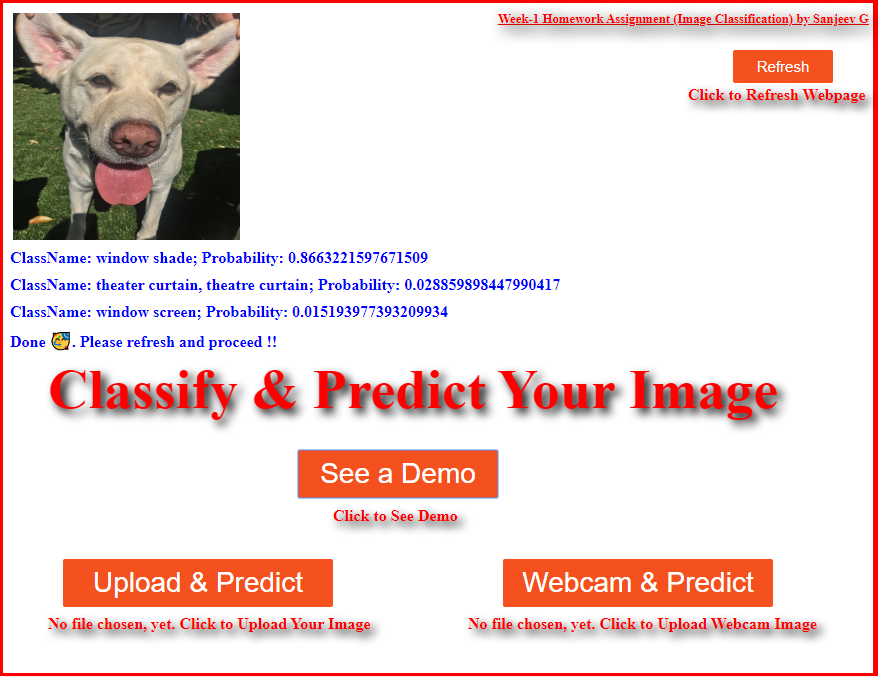 Week-1 Homework Assignment (Image Classification) by Sanjeev G
Refresh
Click to Refresh Webpage
ClassName: window shade; Probability: 0.8663221597671509
ClassName: theater curtain, theatre curtain; Probability: 0.028859898447990417
ClassName: window screen; Probability: 0.015193977393209934
Done 🥳. Please refresh and proceed !!
Classify & Predict Your Image
See a Demo
Click to See Demo
Upload & Predict
No file chosen, yet. Click to Upload Your Image
Webcam & Predict
No file chosen, yet. Click to Upload Webcam Image